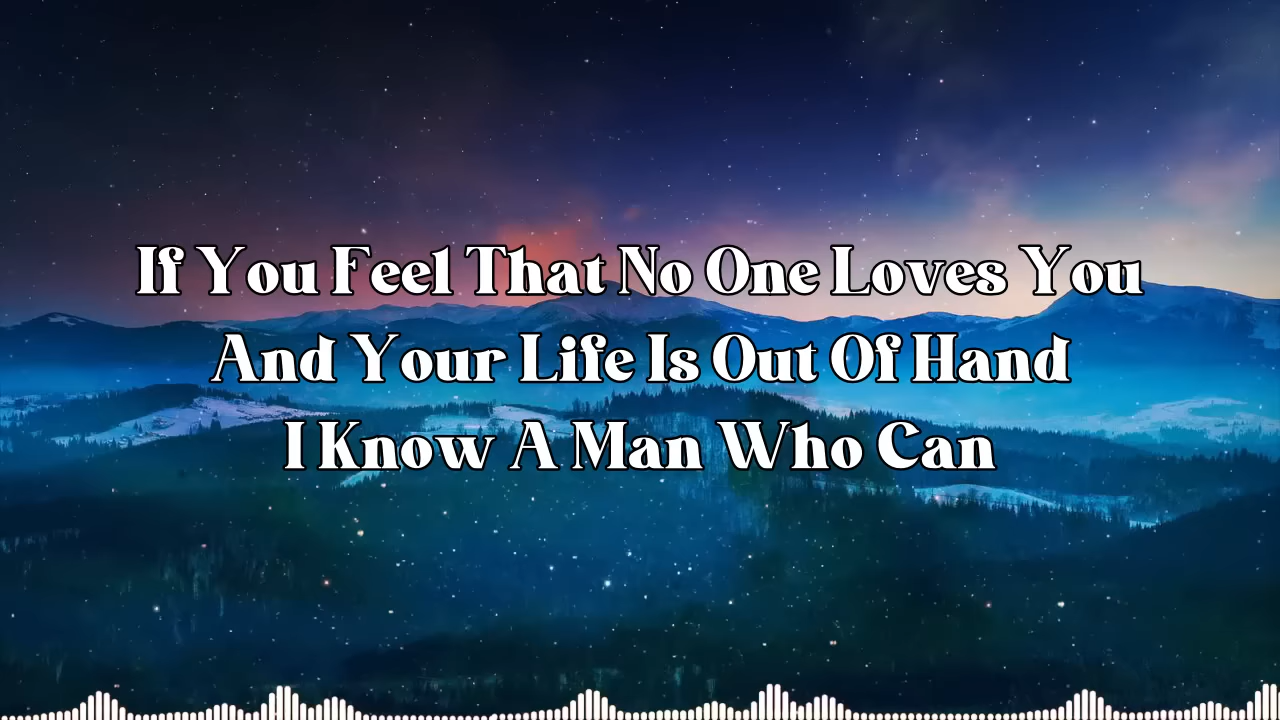 If You Feel That No One Loves You
And Your Life Is Out Of Hand
I Know A Man Who Can